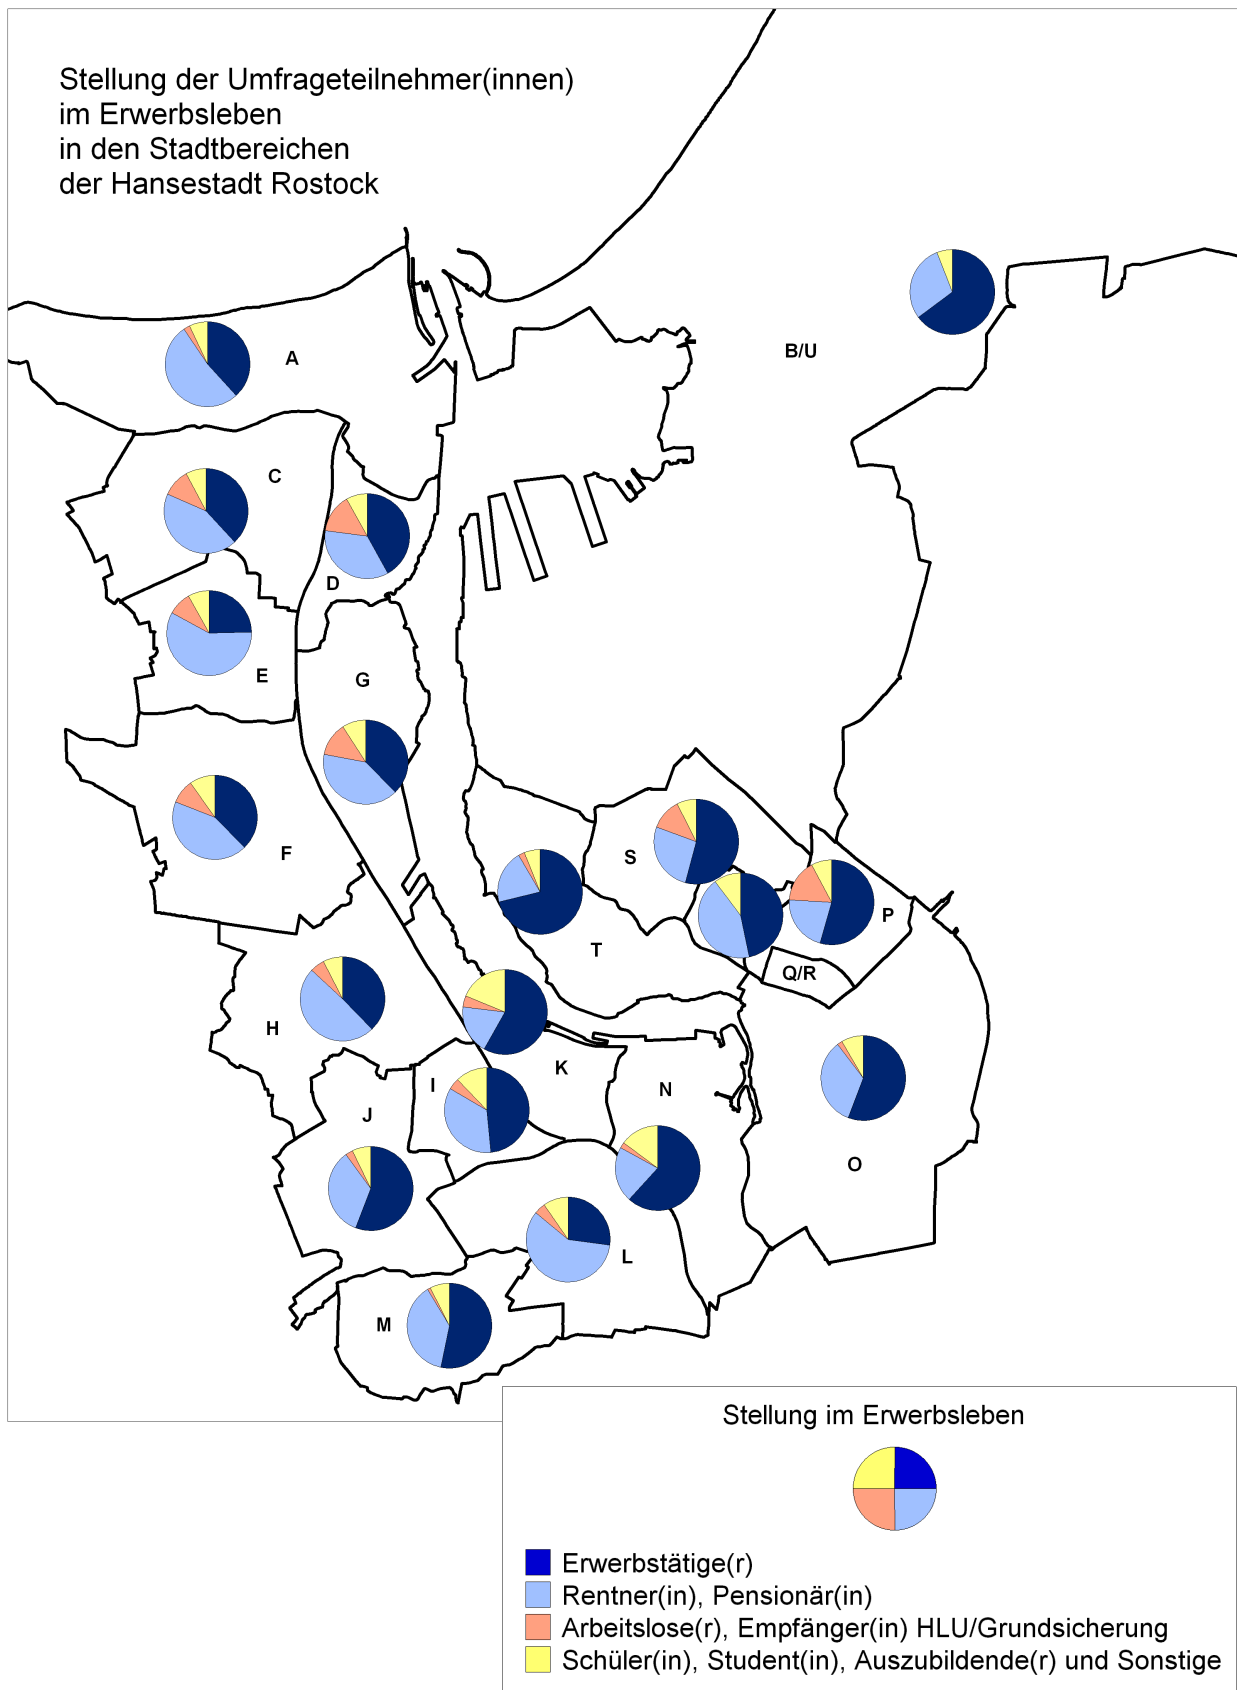 Stellung der Umfrageteilnehmer(innen)
im Erwerbsleben
in den Stadtbereichen
der Hansestadt Rostock
B/U
A
C
D
E
G
F
S
P
T
Q/R
H
K
I
N
J
O
L
M
Stellung im Erwerbsleben
Erwerbstätige(r)
Rentner(in), Pensionär(in)
Arbeitslose(r), Empfänger(in) HLU/Grundsicherung
Schüler(in), Student(in), Auszubildende(r) und Sonstige